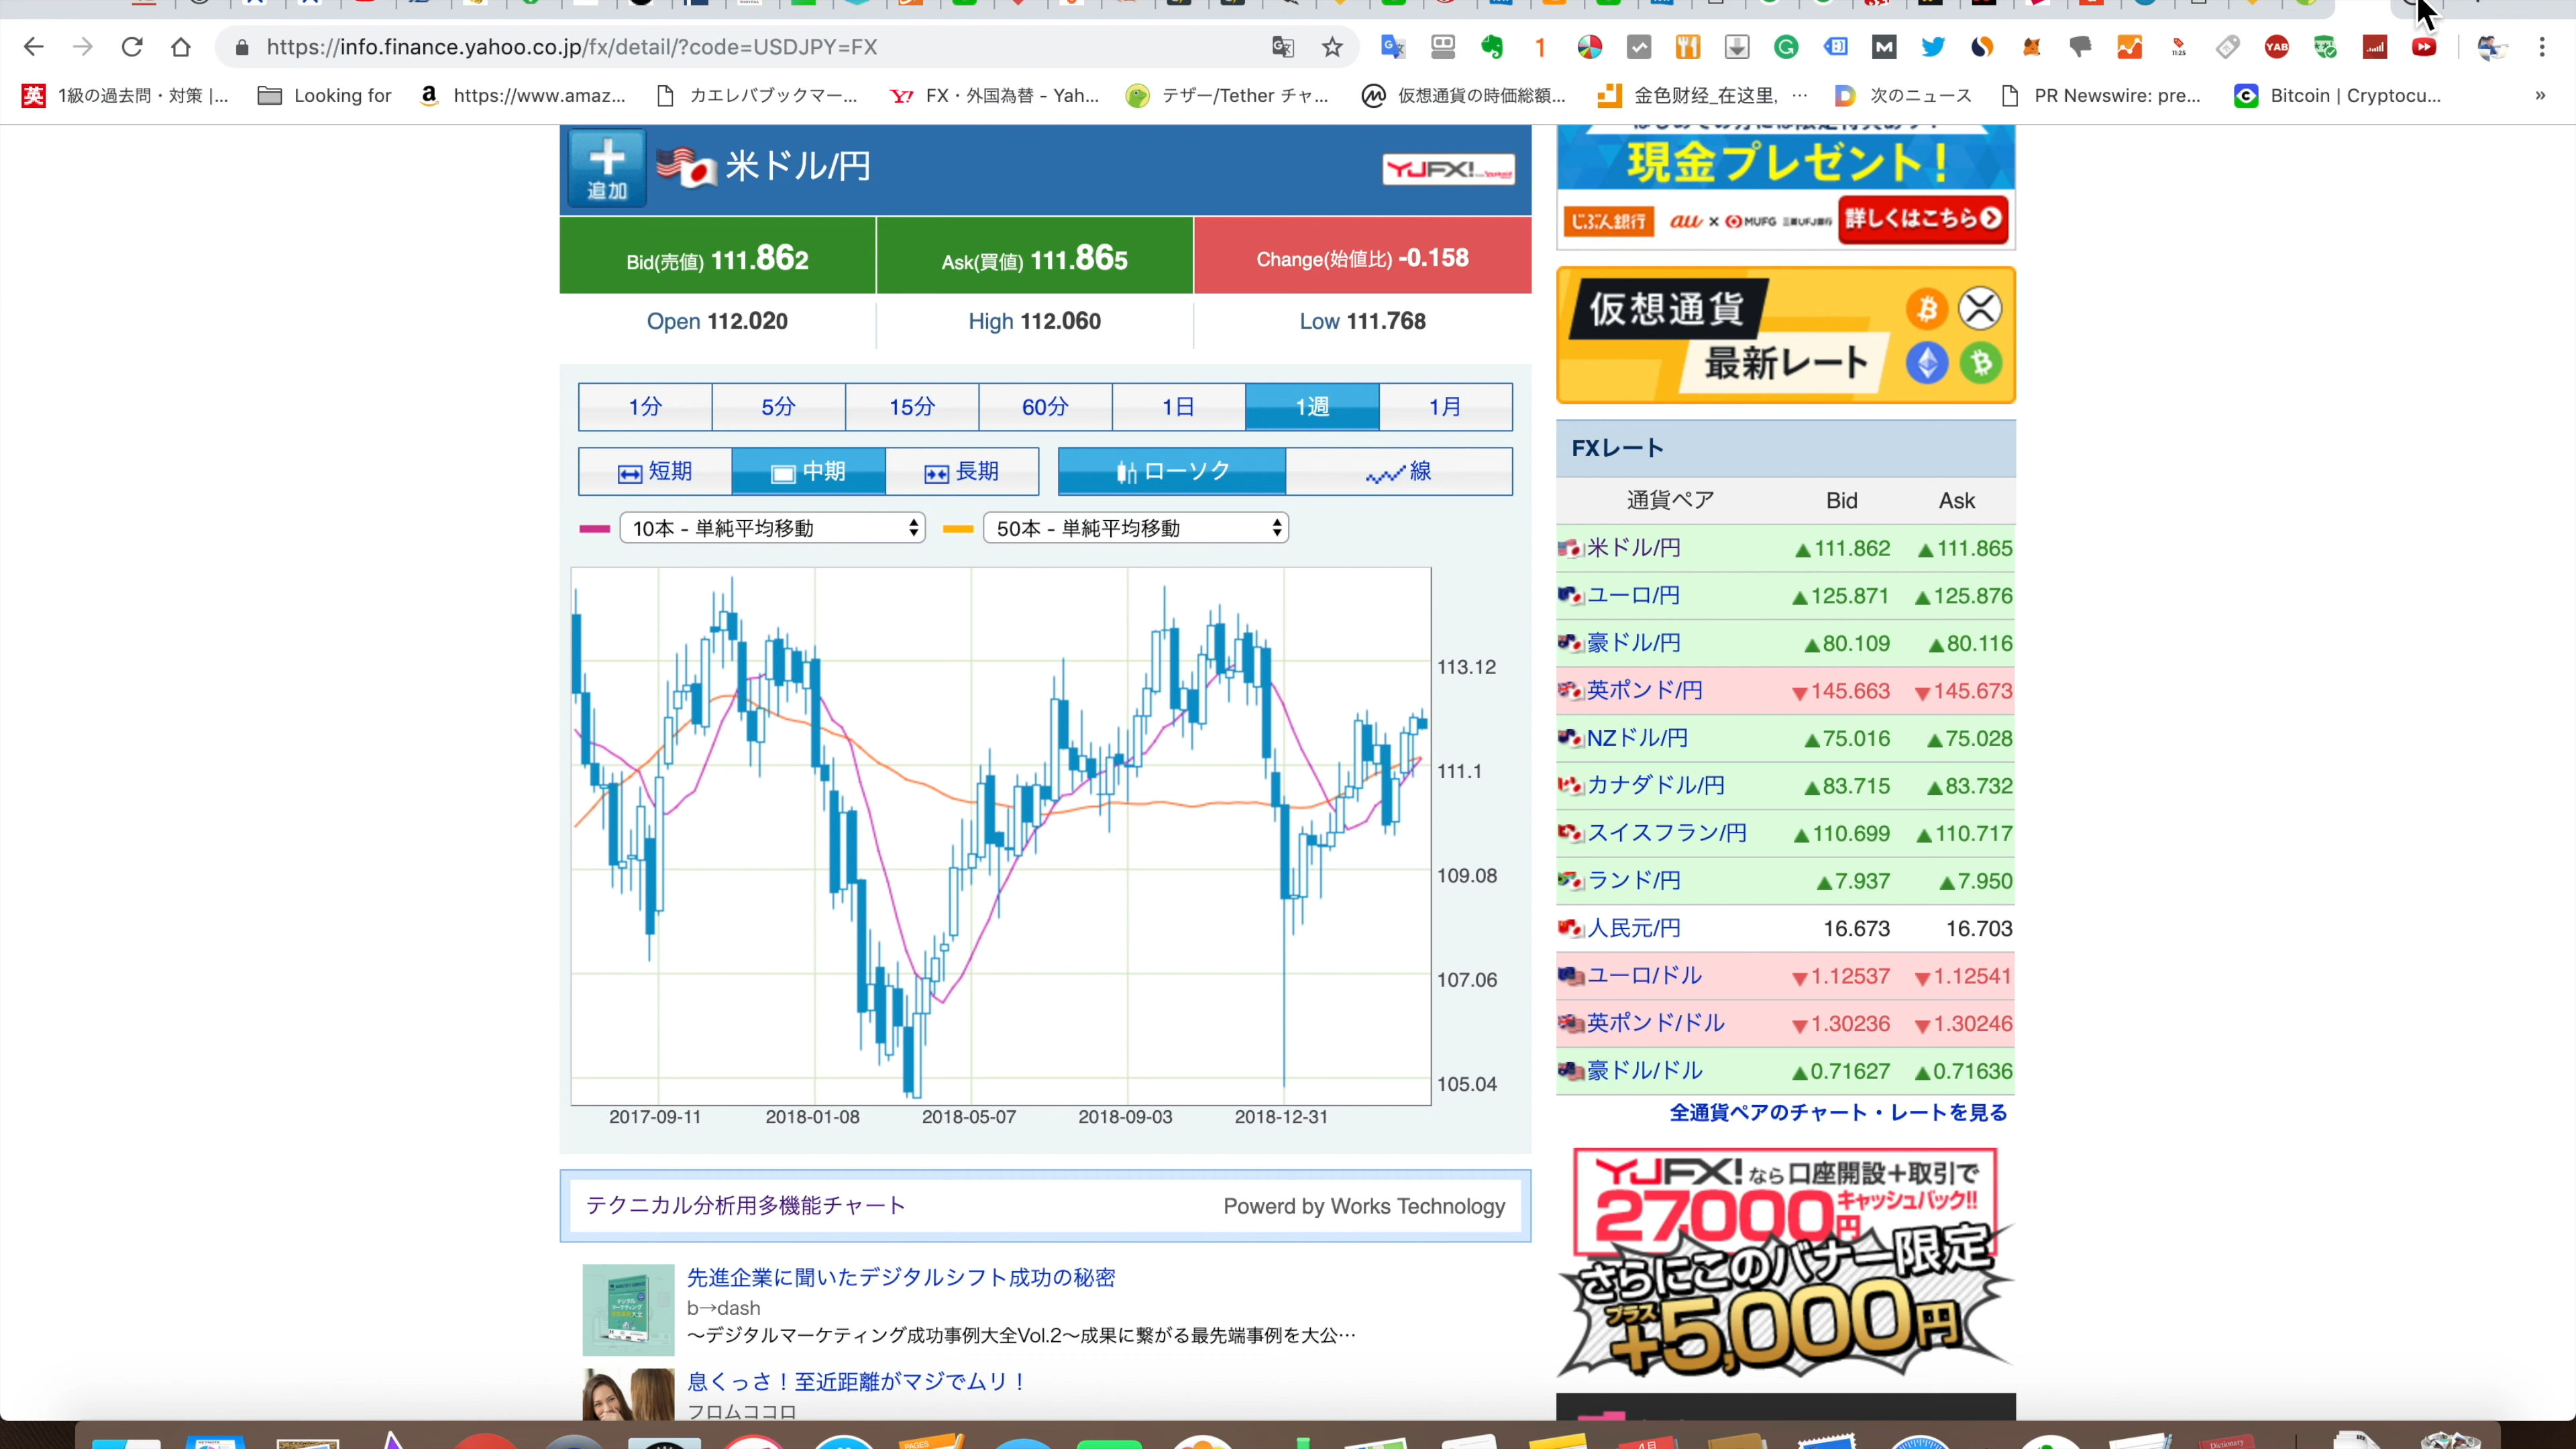 https://info.finance.yahoo.co.jp/fx/detail/?code=USDJPY=FX
英 1級の過去問・対策 |...
Looking for
https://www.amaz...
カエレバブックマー...
FX・外国為替 - Yah...
テザー/Tether チャ...
仮想通貨の時価総額...
金色财经_在这里, ...
次のニュース
PR Newswire: pre...
Bitcoin | Cryptocu...
»
追加
米ドル/円
YJFX!
Bid(売値) 111.862
Ask(買値) 111.865
Change(始値比) -0.158
Open 112.020
High 112.060
Low 111.768
1分 5分 15分 60分 1日 1週 1月
短期 中期 長期 ローソク 線
10本 - 単純平均移動
50本 - 単純平均移動
113.12
111.1
109.08
107.06
105.04
2017-09-11 2018-01-08 2018-05-07 2018-09-03 2018-12-31
テクニカル分析用多機能チャート
Powerd by Works Technology
先進企業に聞いたデジタルシフト成功の秘密
b→dash
～デジタルマーケティング成功事例大全Vol.2～成果に繋がる最先端事例を大公…
息くっさ！至近距離がマジでムリ！
フロムココロ
現金プレゼント！
じぶん銀行 au × MUFG 三菱UFJ銀行 詳しくはこちら
仮想通貨
最新レート
FXレート
通貨ペア Bid Ask
米ドル/円 ▲111.862 ▲111.865
ユーロ/円 ▲125.871 ▲125.876
豪ドル/円 ▲80.109 ▲80.116
英ポンド/円 ▼145.663 ▼145.673
NZドル/円 ▲75.016 ▲75.028
カナダドル/円 ▲83.715 ▲83.732
スイスフラン/円 ▲110.699 ▲110.717
ランド/円 ▲7.937 ▲7.950
人民元/円 16.673 16.703
ユーロ/ドル ▼1.12537 ▼1.12541
英ポンド/ドル ▼1.30236 ▼1.30246
豪ドル/ドル ▲0.71627 ▲0.71636
全通貨ペアのチャート・レートを見る
YJFX!なら口座開設＋取引で
27000円キャッシュバック!!
さらにこのバナー限定
プラス
+5,000円
PAGES
Dictionary